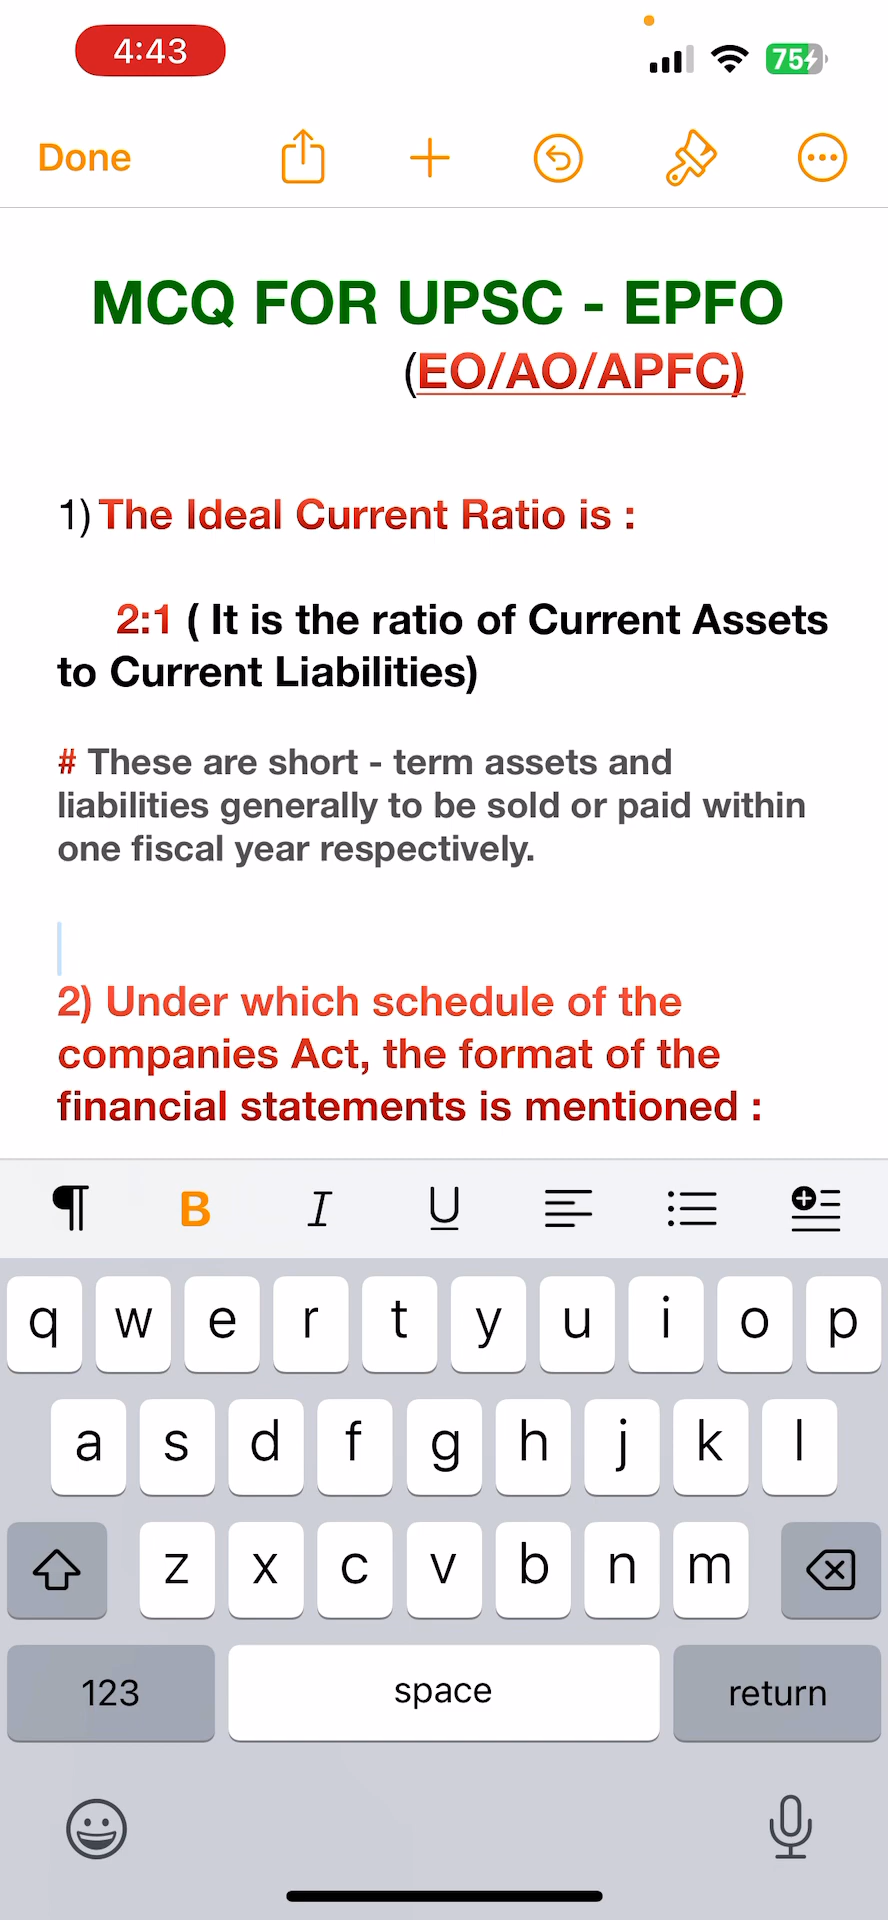 4:43
75
Done
MCQ FOR UPSC - EPFO
(EO/AO/APFC)
1) The Ideal Current Ratio is :
2:1 ( It is the ratio of Current Assets
to Current Liabilities)
# These are short - term assets and
liabilities generally to be sold or paid within
one fiscal year respectively.
2) Under which schedule of the
companies Act, the format of the
financial statements is mentioned :
B I U
q w e r t y u i o p
a s d f g h j k l
z x c v b n m
123 space return